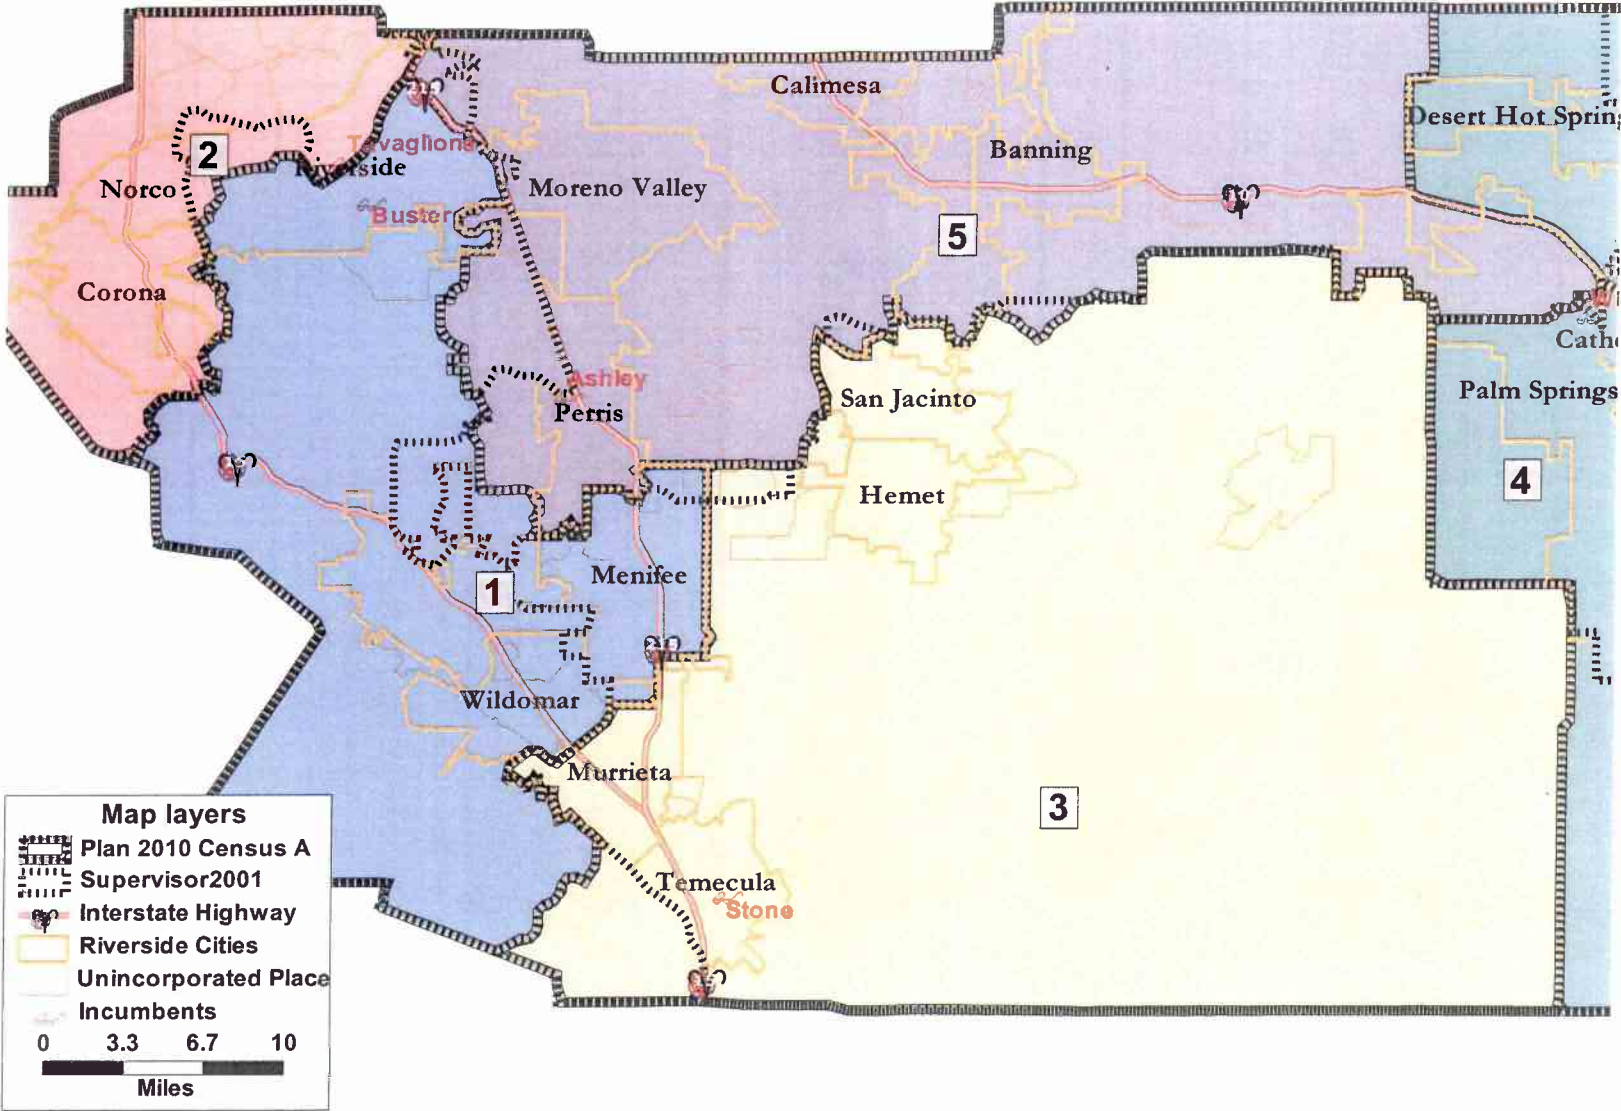 Calimesa
Desert Hot Spring
2
Tavaglione
Riverside
Banning
Norco
Moreno Valley
Buster
5
Corona
Cath
Ashley
Palm Springs
San Jacinto
Perris
4
Hemet
1
Menifee
Wildomar
Murrieta
3
Temecula
Stone
Map layers
Plan 2010 Census A
Supervisor2001
Interstate Highway
Riverside Cities
Unincorporated Place
Incumbents
0 3.3 6.7 10
Miles